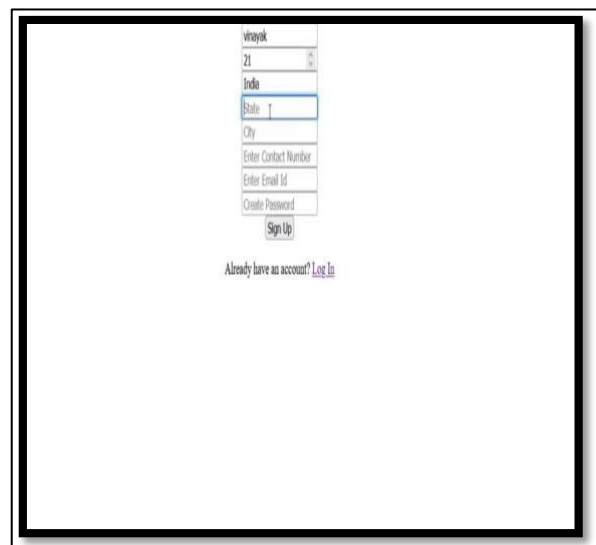 vinayak
21
India
State
City
Enter Contact Number
Enter Email Id
Create Password
Sign Up
Already have an account? Log In